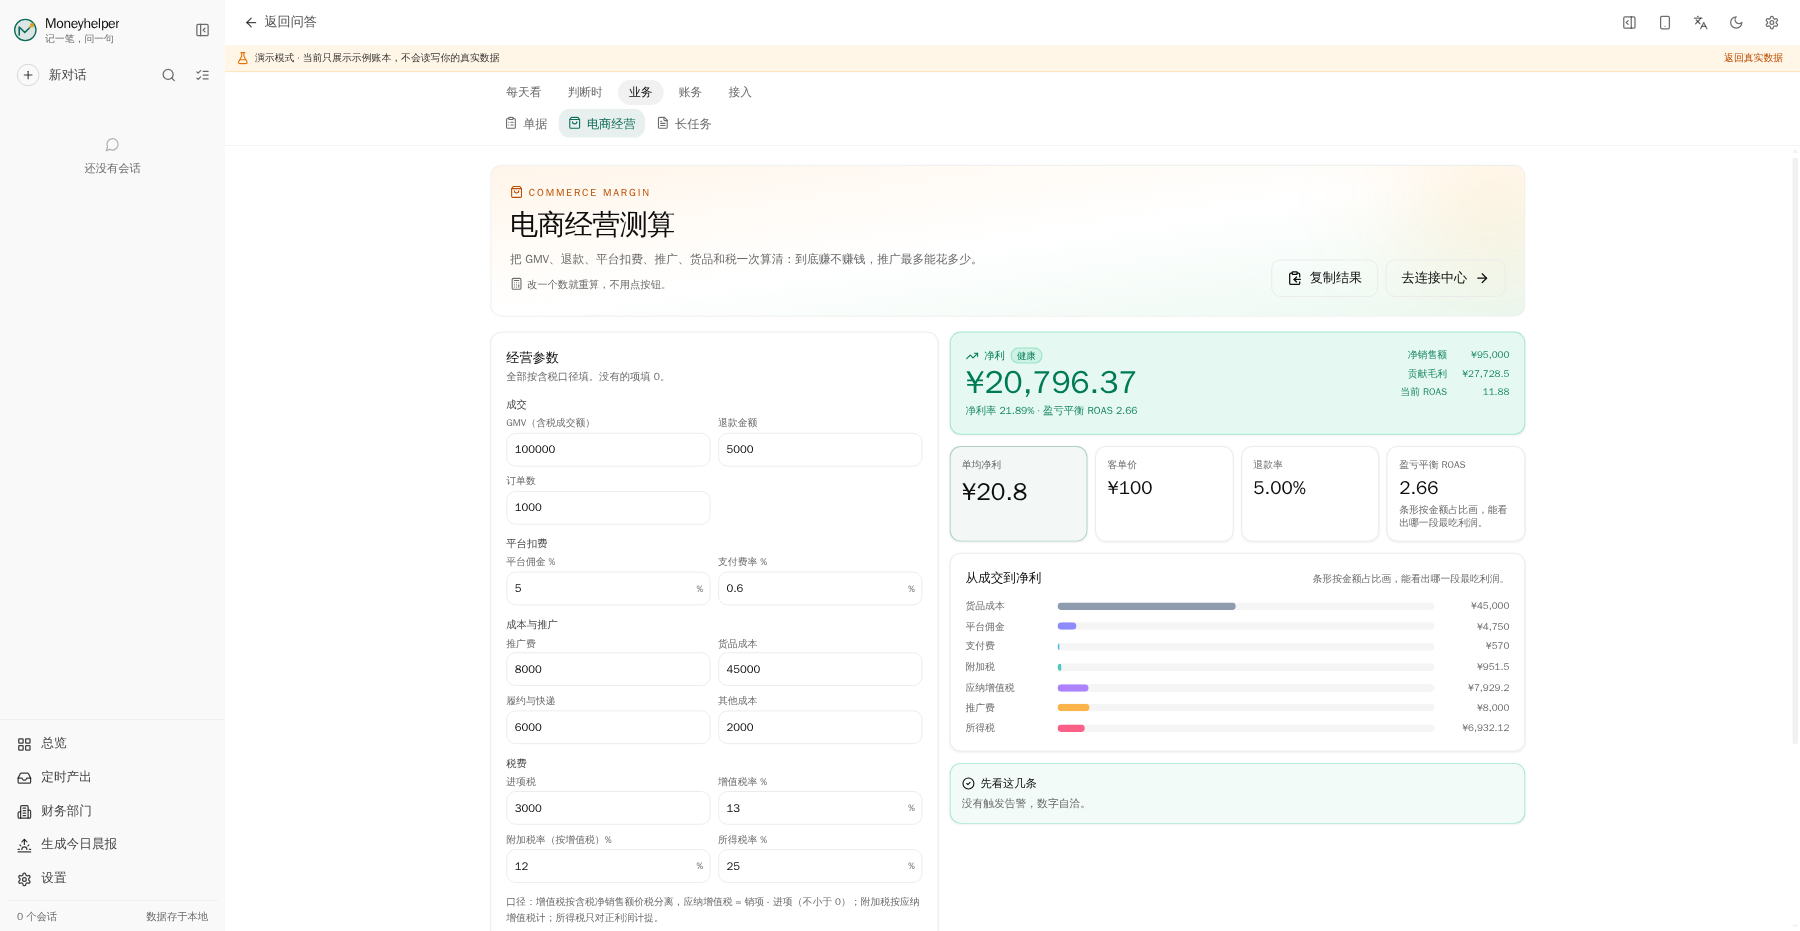 Moneyhelper
记一笔，问一句
新对话
还没有会话
总览
定时产出
财务部门
生成今日晨报
设置
0 个会话
数据存于本地
返回问答
演示模式 · 当前只展示示例账本，不会读写你的真实数据
返回真实数据
每天看
判断时
业务
账务
接入
单据
电商经营
长任务
COMMERCE MARGIN
电商经营测算
把 GMV、退款、平台扣费、推广、货品和税一次算清：到底赚不赚钱，推广最多能花多少。
改一个数就重算，不用点按钮。
复制结果
去连接中心
经营参数
全部按含税口径填。没有的项填 0。
成交
GMV（含税成交额）
退款金额
100000
5000
订单数
1000
平台扣费
平台佣金 %
支付费率 %
5 %
0.6 %
成本与推广
推广费
货品成本
8000
45000
履约与快递
其他成本
6000
2000
税费
进项税
增值税率 %
3000
13 %
附加税率（按增值税）%
所得税率 %
12 %
25 %
口径：增值税按含税净销售额价税分离，应纳增值税 = 销项 - 进项（不小于 0）；附加税按应纳
增值税计；所得税只对正利润计提。
净利 健康
¥20,796.37
净利率 21.89% · 盈亏平衡 ROAS 2.66
净销售额 ¥95,000
贡献毛利 ¥27,728.5
当前 ROAS 11.88
单均净利
¥20.8
客单价
¥100
退款率
5.00%
盈亏平衡 ROAS
2.66
条形按金额占比画，能看
出哪一段最吃利润。
从成交到净利
条形按金额占比画，能看出哪一段最吃利润。
货品成本 ¥45,000
平台佣金 ¥4,750
支付费 ¥570
附加税 ¥951.5
应纳增值税 ¥7,929.2
推广费 ¥8,000
所得税 ¥6,932.12
先看这几条
没有触发告警，数字自洽。